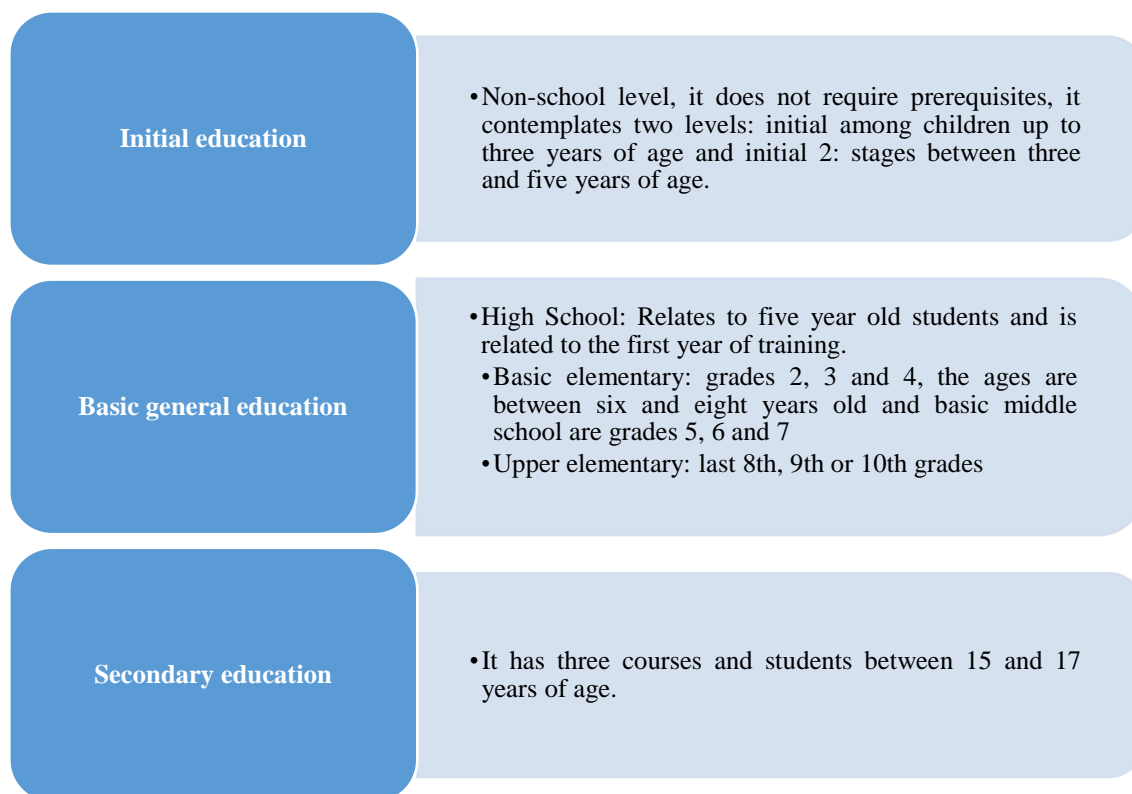 Initial education
•Non-school level, it does not require prerequisites, it
contemplates two levels: initial among children up to
three years of age and initial 2: stages between three
and five years of age.
Basic general education
•High School: Relates to five year old students and is
related to the first year of training.
•Basic elementary: grades 2, 3 and 4, the ages are
between six and eight years old and basic middle
school are grades 5, 6 and 7
•Upper elementary: last 8th, 9th or 10th grades
Secondary education
•It has three courses and students between 15 and 17
years of age.